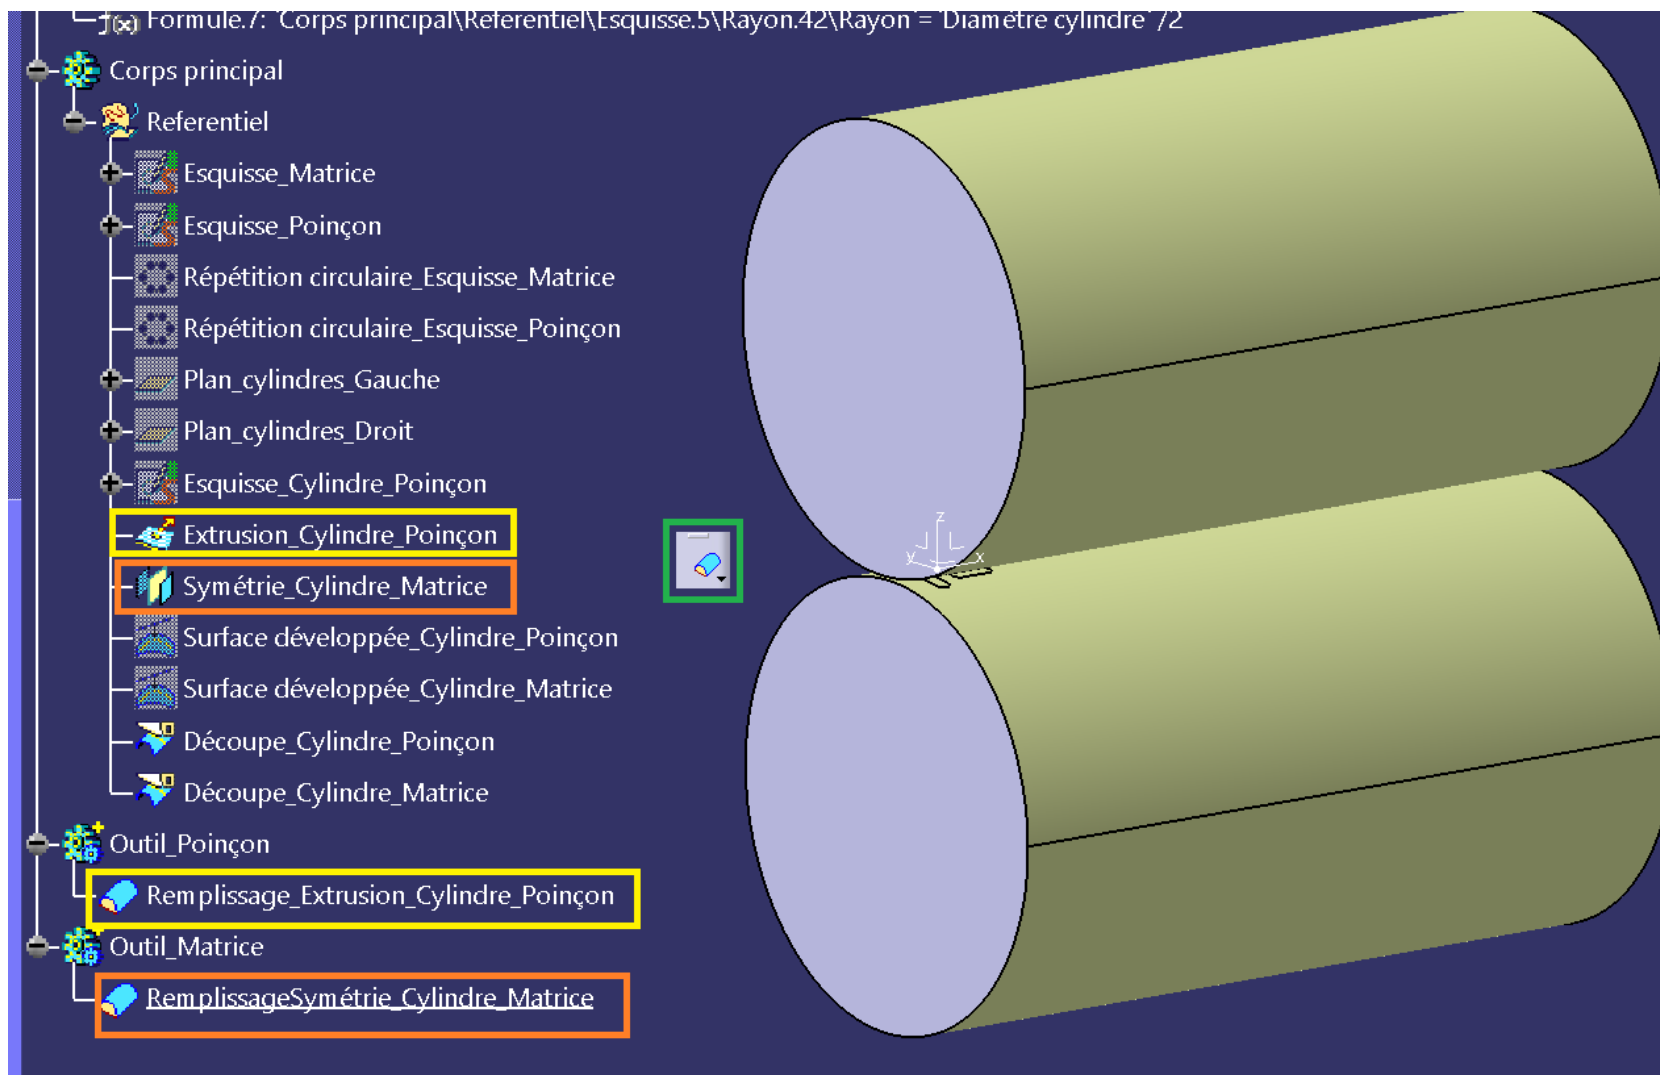 Formule.7: `Corps principal\Referentiel\Esquisse.5\Rayon.42\Rayon`=`Diamètre cylindre` /2
Corps principal
Referentiel
Esquisse_Matrice
Esquisse_Poinçon
Répétition circulaire_Esquisse_Matrice
Répétition circulaire_Esquisse_Poinçon
Plan_cylindres_Gauche
Plan_cylindres_Droit
Esquisse_Cylindre_Poinçon
Extrusion_Cylindre_Poinçon
Symétrie_Cylindre_Matrice
Surface développée_Cylindre_Poinçon
Surface développée_Cylindre_Matrice
Découpe_Cylindre_Poinçon
Découpe_Cylindre_Matrice
Outil_Poinçon
Remplissage_Extrusion_Cylindre_Poinçon
Outil_Matrice
RemplissageSymétrie_Cylindre_Matrice
z
y
x